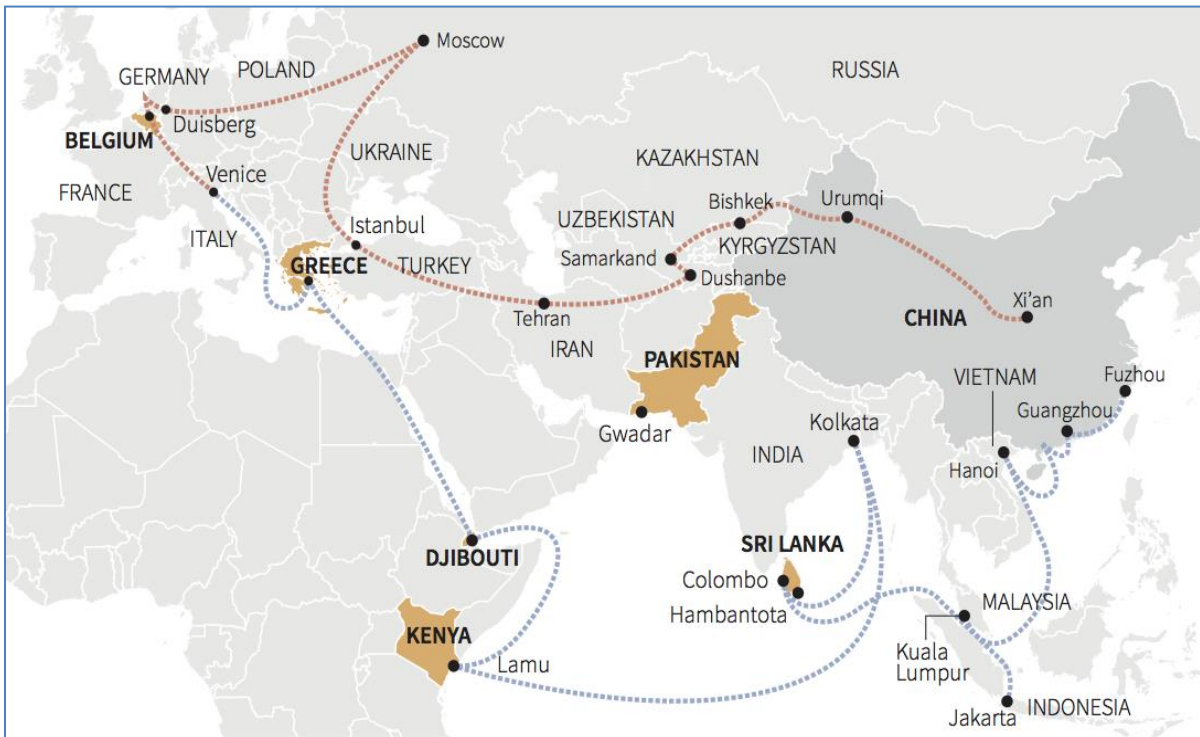 Moscow
GERMANY
POLAND
RUSSIA
Duisberg
BELGIUM
UKRAINE
KAZAKHSTAN
Venice
FRANCE
Bishkek
Urumqi
UZBEKISTAN
Istanbul
ITALY
KYRGYZSTAN
Samarkand
GREECE
TURKEY
Dushanbe
Xi'an
Tehran
CHINA
IRAN
PAKISTAN
VIETNAM
Fuzhou
Guangzhou
Kolkata
Gwadar
INDIA
Hanoi
SRI LANKA
DJIBOUTI
Colombo
MALAYSIA
Hambantota
KENYA
Kuala
Lumpur
Lamu
INDONESIA
Jakarta